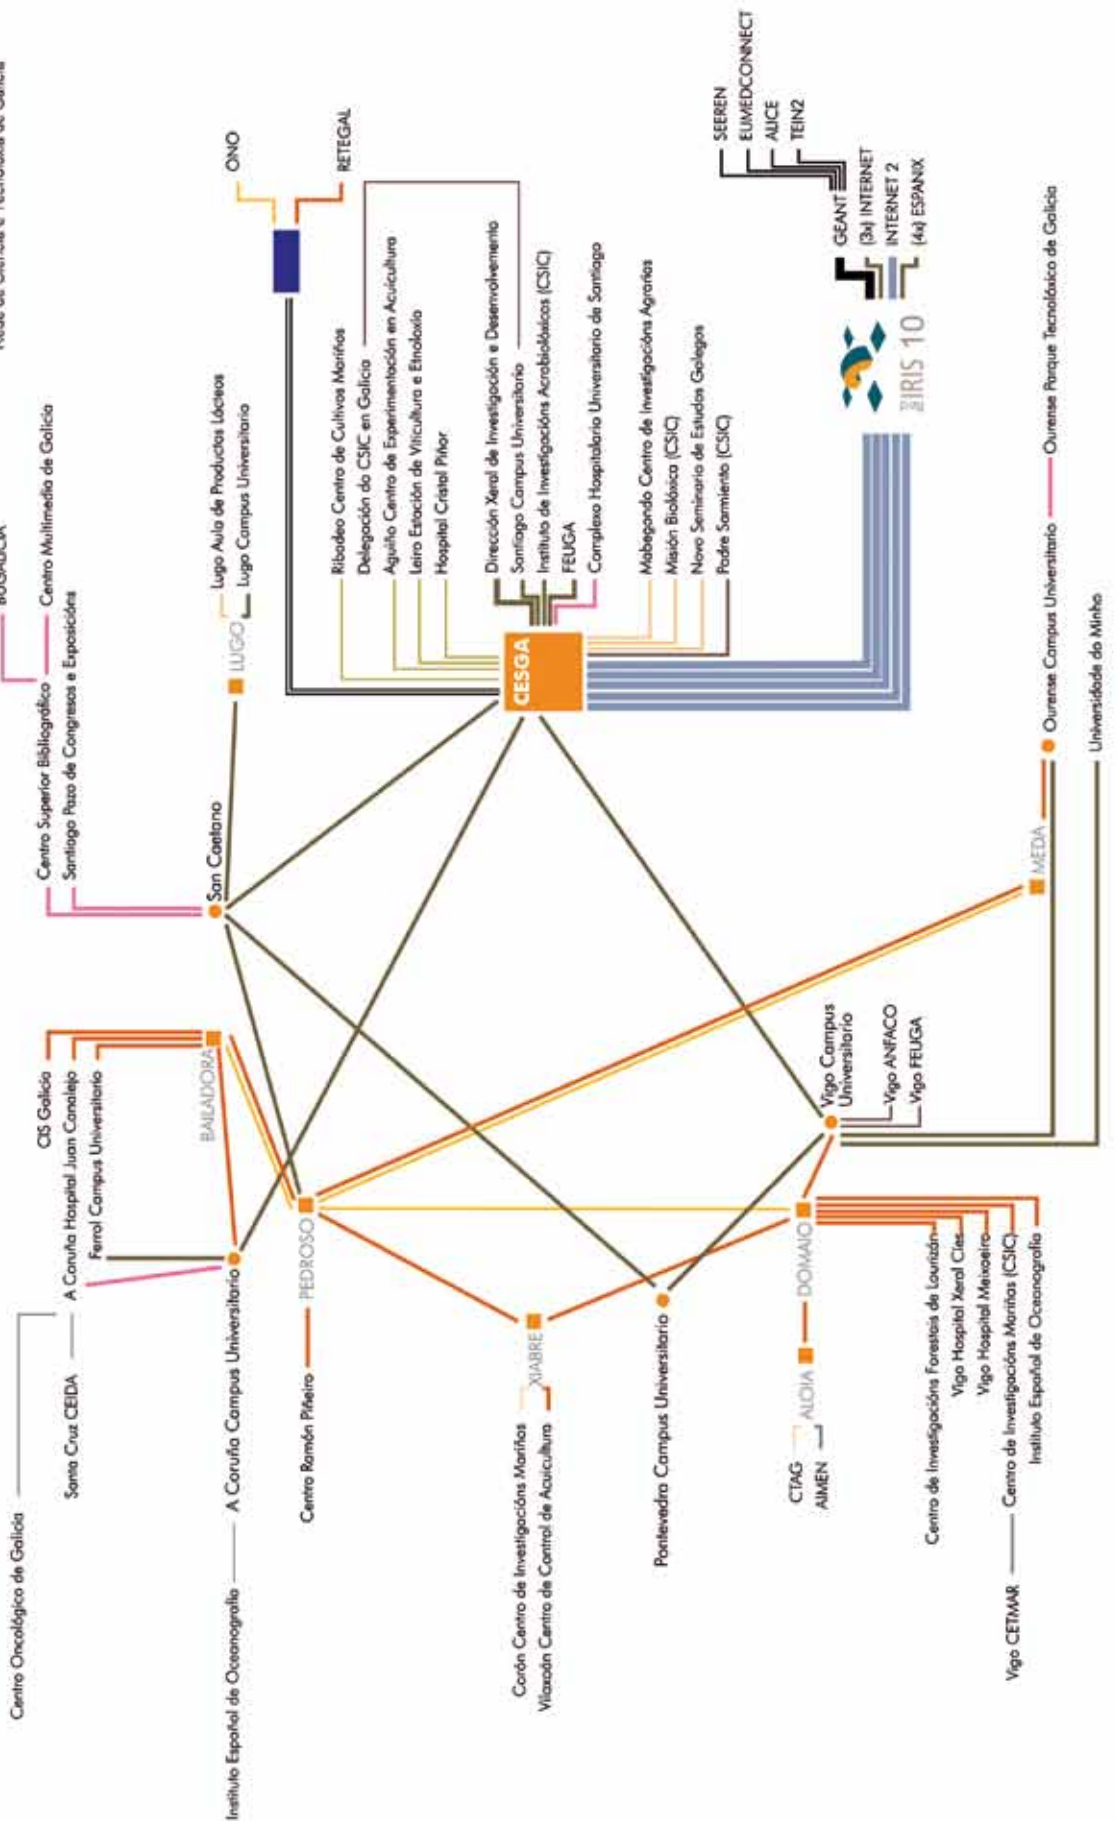 Rede de Ciencia e Tecnoloxía de Galicia
BUGALICIA
Centro Superior Bibliográfico
Centro Multimedia de Galicia
Santiago Pazo de Congresos e Exposicións
CIS Galicia
A Coruña Hospital Juan Canalejo
Ferrol Campus Universitario
Centro Oncológico de Galicia
Santa Cruz CEIDA
Instituto Español de Oceanografía
A Coruña Campus Universitario
BAILADORA
San Caetano
LUGO
Lugo Aula de Productos Lácteos
Lugo Campus Universitario
ONO
RETEGAL
Centro Ramón Piñeiro
PEDROSO
Ribadeo Centro de Cultivos Mariños
Delegación do CSIC en Galicia
Aguiño Centro de Experimentación en Acuicultura
Leiro Estación de Viticultura e Enoloxía
Hospital Cristal Piñor
Dirección Xeral de Investigación e Desenvolvemento
Santiago Campus Universitario
Instituto de Investigacións Acrobiolóxicas (CSIC)
FEUGA
Complexo Hospitalario Universitario de Santiago
CESGA
Mabegondo Centro de Investigacións Agrarias
Misión Biolóxica (CSIC)
Novo Seminario de Estudos Galegos
Padre Sarmiento (CSIC)
Corón Centro de Investigacións Mariñas
Vilaxoán Centro de Control de Acuicultura
XIABRE
Pontevedra Campus Universitario
SEEREN
EUMEDCONNECT
ALICE
TEIN2
GEANT
(3x) INTERNET
INTERNET 2
(4x) ESPANIX
IRIS 10
CTAG
AIMEN
ALOIA
DOMAIO
Vigo Campus
Universitario
Vigo ANFACO
Vigo FEUGA
Centro de Investigacións Forestais de Lourizán
Vigo Hospital Xeral Cíes
Vigo Hospital Meixoeiro
Vigo CETMAR
Centro de Investigacións Mariñas (CSIC)
Instituto Español de Oceanografía
MEDA
Ourense Campus Universitario
Ourense Parque Tecnolóxico de Galicia
Universidade do Minho